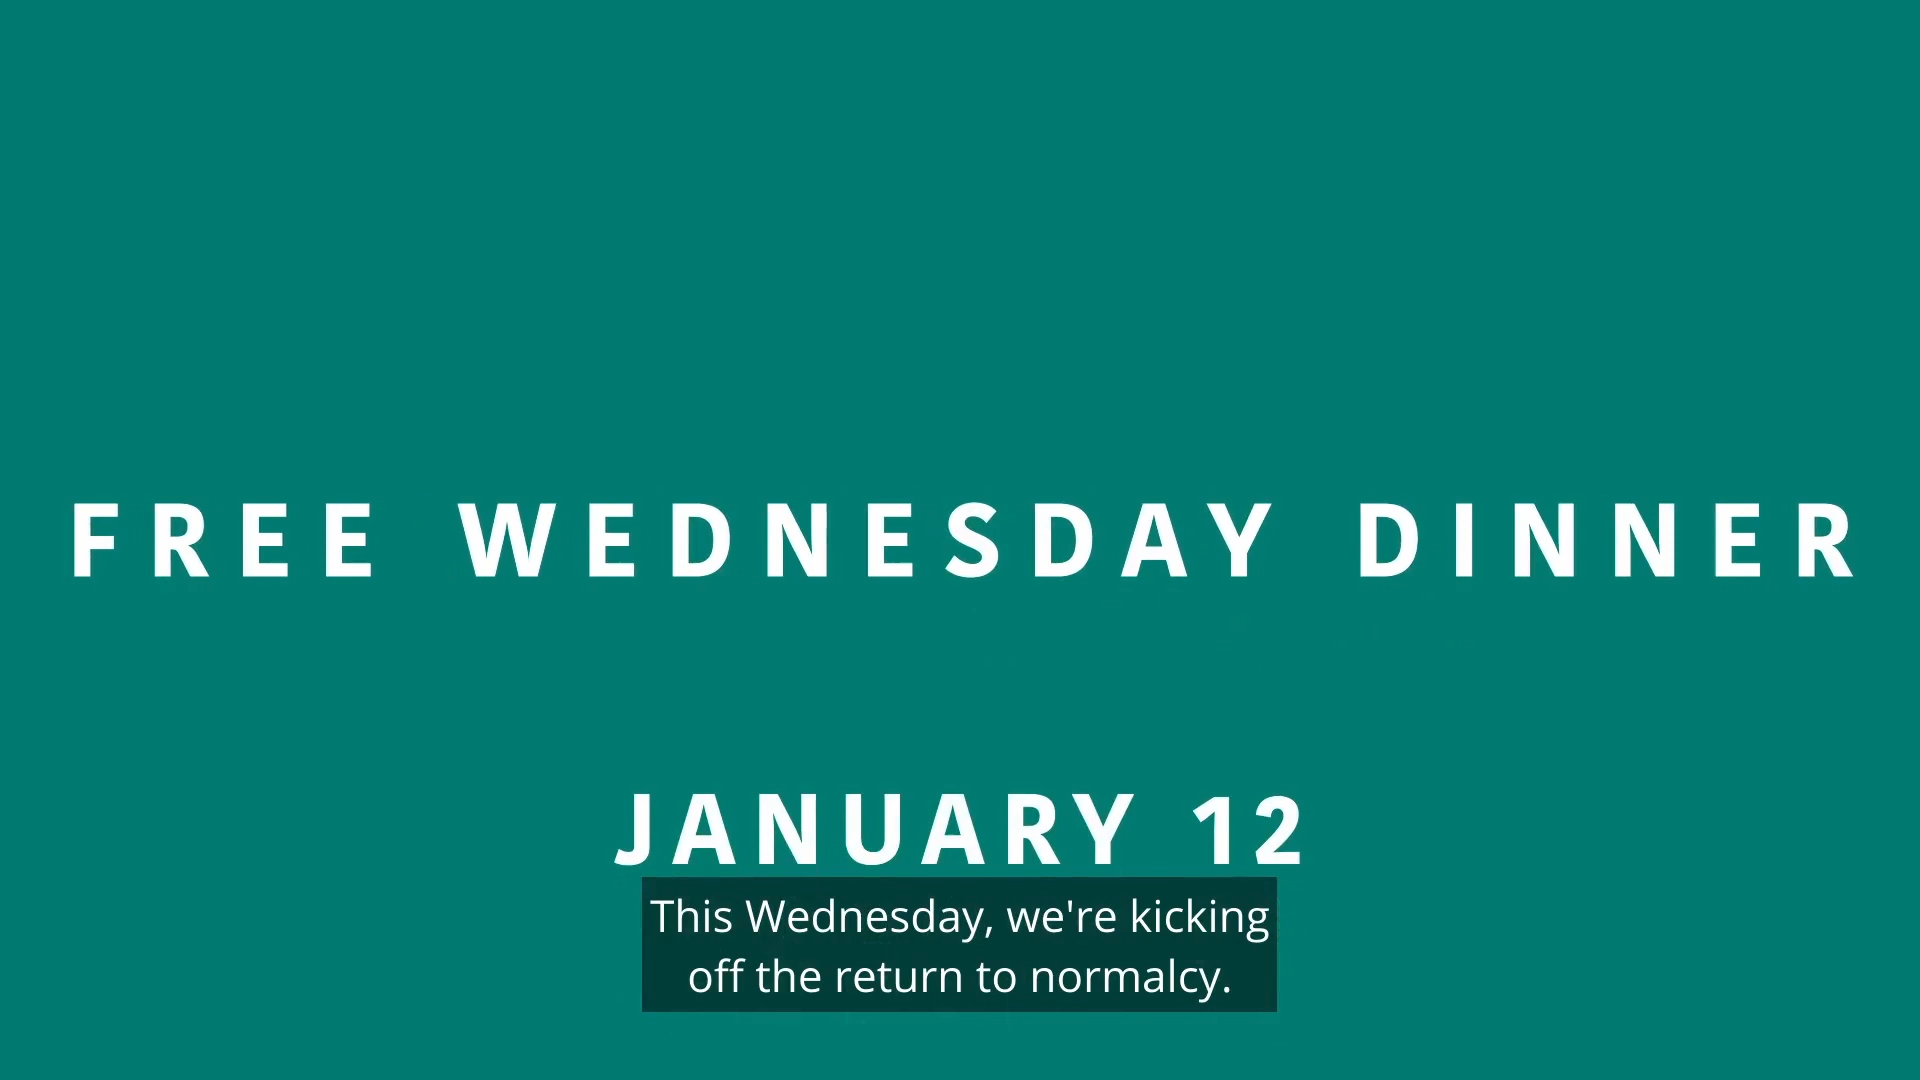 FREE WEDNESDAY DINNER
JANUARY 12
This Wednesday, we're kicking
off the return to normalcy.